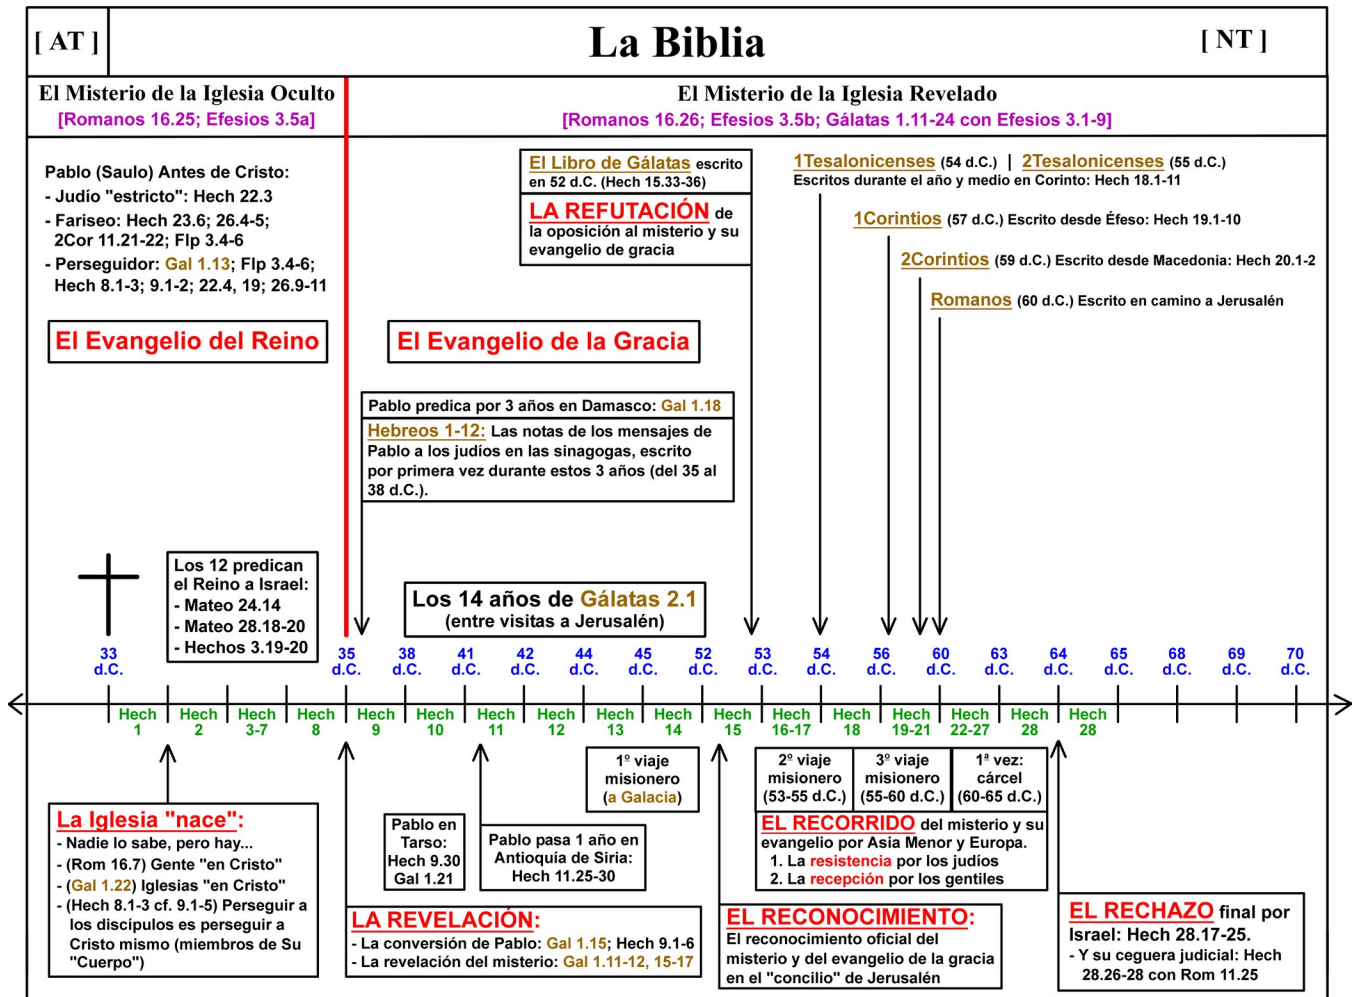 [ AT ]
La Biblia
[ NT ]
El Misterio de la Iglesia Oculto
[Romanos 16.25; Efesios 3.5a]
El Misterio de la Iglesia Revelado
[Romanos 16.26; Efesios 3.5b; Gálatas 1.11-24 con Efesios 3.1-9]
Pablo (Saulo) Antes de Cristo:
- Judío "estricto": Hech 22.3
- Fariseo: Hech 23.6; 26.4-5;
2Cor 11.21-22; Flp 3.4-6
- Perseguidor: Gal 1.13; Flp 3.4-6;
Hech 8.1-3; 9.1-2; 22.4, 19; 26.9-11
El Libro de Gálatas escrito
en 52 d.C. (Hech 15.33-36)
LA REFUTACIÓN de
la oposición al misterio y su
evangelio de gracia
1Tesalonicenses (54 d.C.) | 2Tesalonicenses (55 d.C.)
Escritos durante el año y medio en Corinto: Hech 18.1-11
1Corintios (57 d.C.) Escrito desde Éfeso: Hech 19.1-10
2Corintios (59 d.C.) Escrito desde Macedonia: Hech 20.1-2
Romanos (60 d.C.) Escrito en camino a Jerusalén
El Evangelio del Reino
El Evangelio de la Gracia
Pablo predica por 3 años en Damasco: Gal 1.18
Hebreos 1-12: Las notas de los mensajes de
Pablo a los judíos en las sinagogas, escrito
por primera vez durante estos 3 años (del 35 al
38 d.C.).
Los 12 predican
el Reino a Israel:
- Mateo 24.14
- Mateo 28.18-20
- Hechos 3.19-20
Los 14 años de Gálatas 2.1
(entre visitas a Jerusalén)
33 35 38 41 42 44 45 52 53 54 56 60 63 64 65 68 69 70
d.C. d.C. d.C. d.C. d.C. d.C. d.C. d.C. d.C. d.C. d.C. d.C. d.C. d.C. d.C. d.C. d.C. d.C.
Hech Hech Hech Hech Hech Hech Hech Hech Hech Hech Hech Hech Hech Hech Hech Hech Hech
1 2 3-7 8 9 10 11 12 13 14 15 16-17 18 19-21 22-27 28 28
La Iglesia "nace":
- Nadie lo sabe, pero hay...
- (Rom 16.7) Gente "en Cristo"
- (Gal 1.22) Iglesias "en Cristo"
- (Hech 8.1-3 cf. 9.1-5) Perseguir a
los discípulos es perseguir a
Cristo mismo (miembros de Su
"Cuerpo")
Pablo en
Tarso:
Hech 9.30
Gal 1.21
Pablo pasa 1 año en
Antioquía de Siria:
Hech 11.25-30
1º viaje
misionero
(a Galacia)
LA REVELACIÓN:
- La conversión de Pablo: Gal 1.15; Hech 9.1-6
- La revelación del misterio: Gal 1.11-12, 15-17
2º viaje
misionero
(53-55 d.C.)
3º viaje
misionero
(55-60 d.C.)
1ª vez:
cárcel
(60-65 d.C.)
EL RECORRIDO del misterio y su
evangelio por Asia Menor y Europa.
1. La resistencia por los judíos
2. La recepción por los gentiles
EL RECONOCIMIENTO:
El reconocimiento oficial del
misterio y del evangelio de la gracia
en el "concilio" de Jerusalén
EL RECHAZO final por
Israel: Hech 28.17-25.
- Y su ceguera judicial: Hech
28.26-28 con Rom 11.25